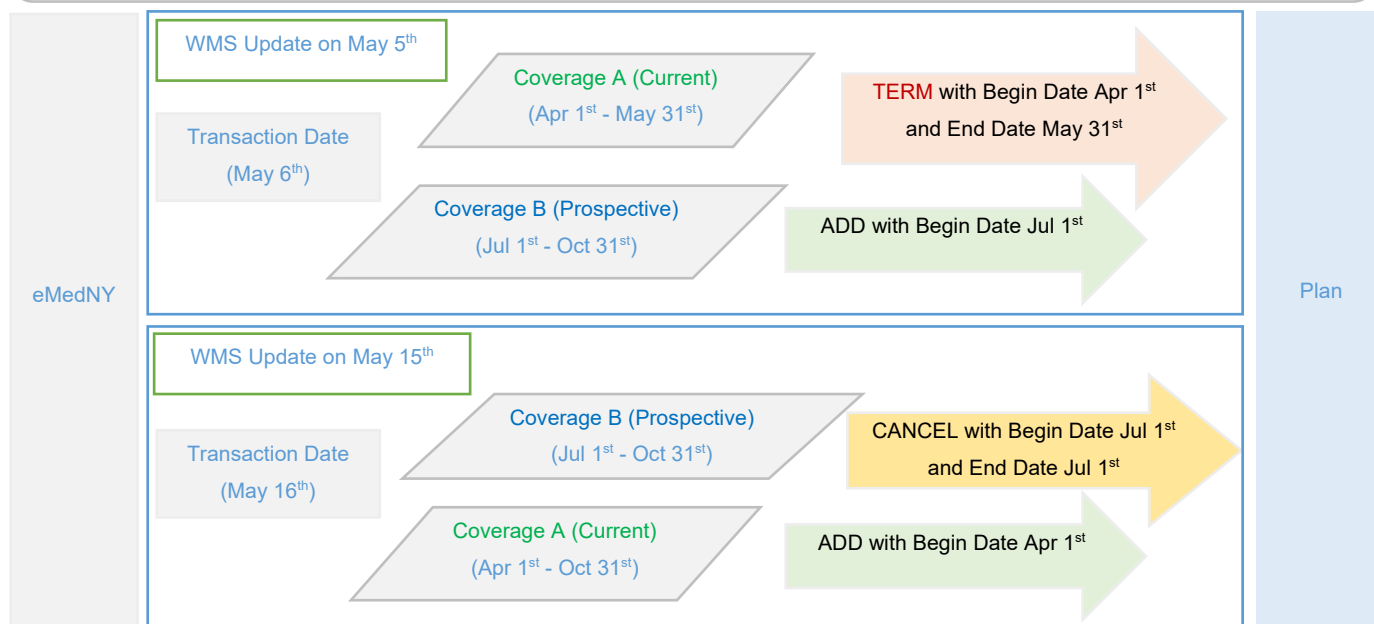 eMedNY
WMS Update on May 5th
Transaction Date
(May 6th)
Coverage A (Current)
(Apr 1st - May 31st)
TERM with Begin Date Apr 1st
and End Date May 31st
Coverage B (Prospective)
(Jul 1st - Oct 31st)
ADD with Begin Date Jul 1st
WMS Update on May 15th
Transaction Date
(May 16th)
Coverage B (Prospective)
(Jul 1st - Oct 31st)
CANCEL with Begin Date Jul 1st
and End Date Jul 1st
Coverage A (Current)
(Apr 1st - Oct 31st)
ADD with Begin Date Apr 1st
Plan